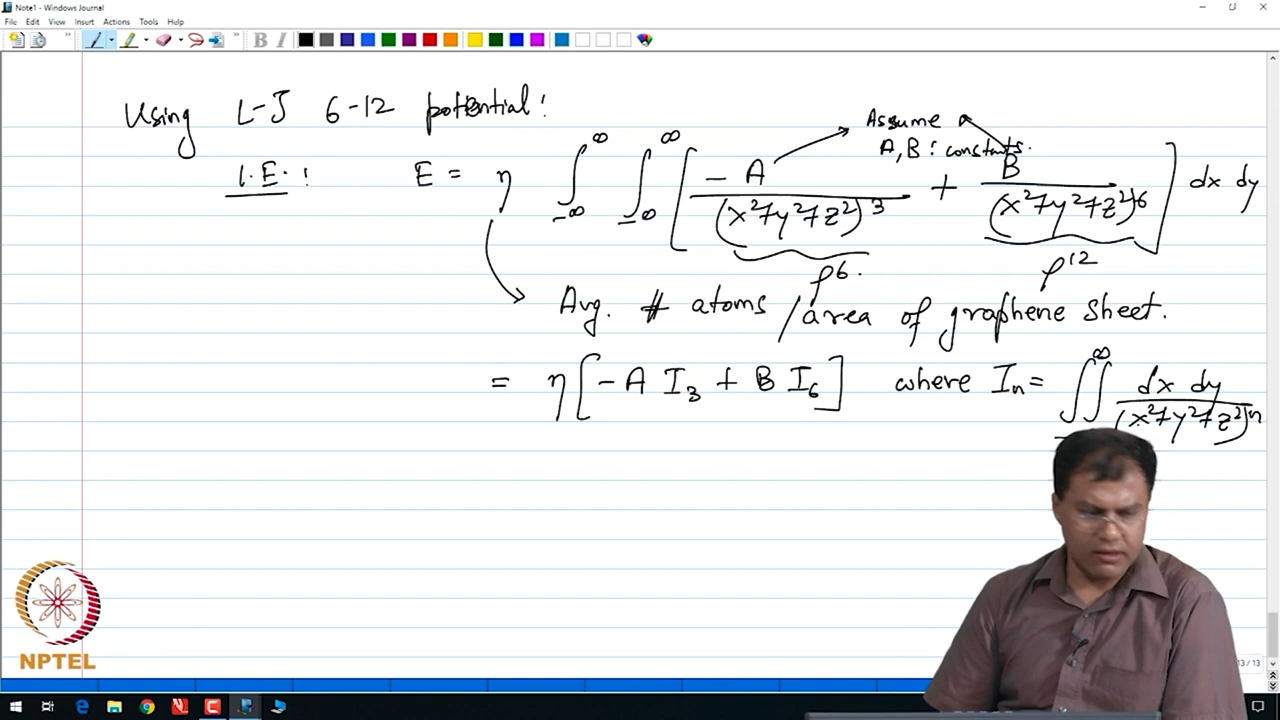 Note1 - Windows Journal
File Edit View Insert Actions Tools Help
B I
Using L-J 6-12 potential:
Assume
A, B : constants.
I.E. : E = η ∫_{-∞}^{∞} ∫_{-∞}^{∞} [ -A/(x²+y²+z²)³ + B/(x²+y²+z²)⁶ ] dx dy
ρ⁶. ρ¹²
Avg. # atoms / area of graphene sheet.
= η[-A I₃ + B I₆] where Iₙ = ∫∫^{∞} dx dy/(x²+y²+z²)ⁿ
NPTEL
13 / 13